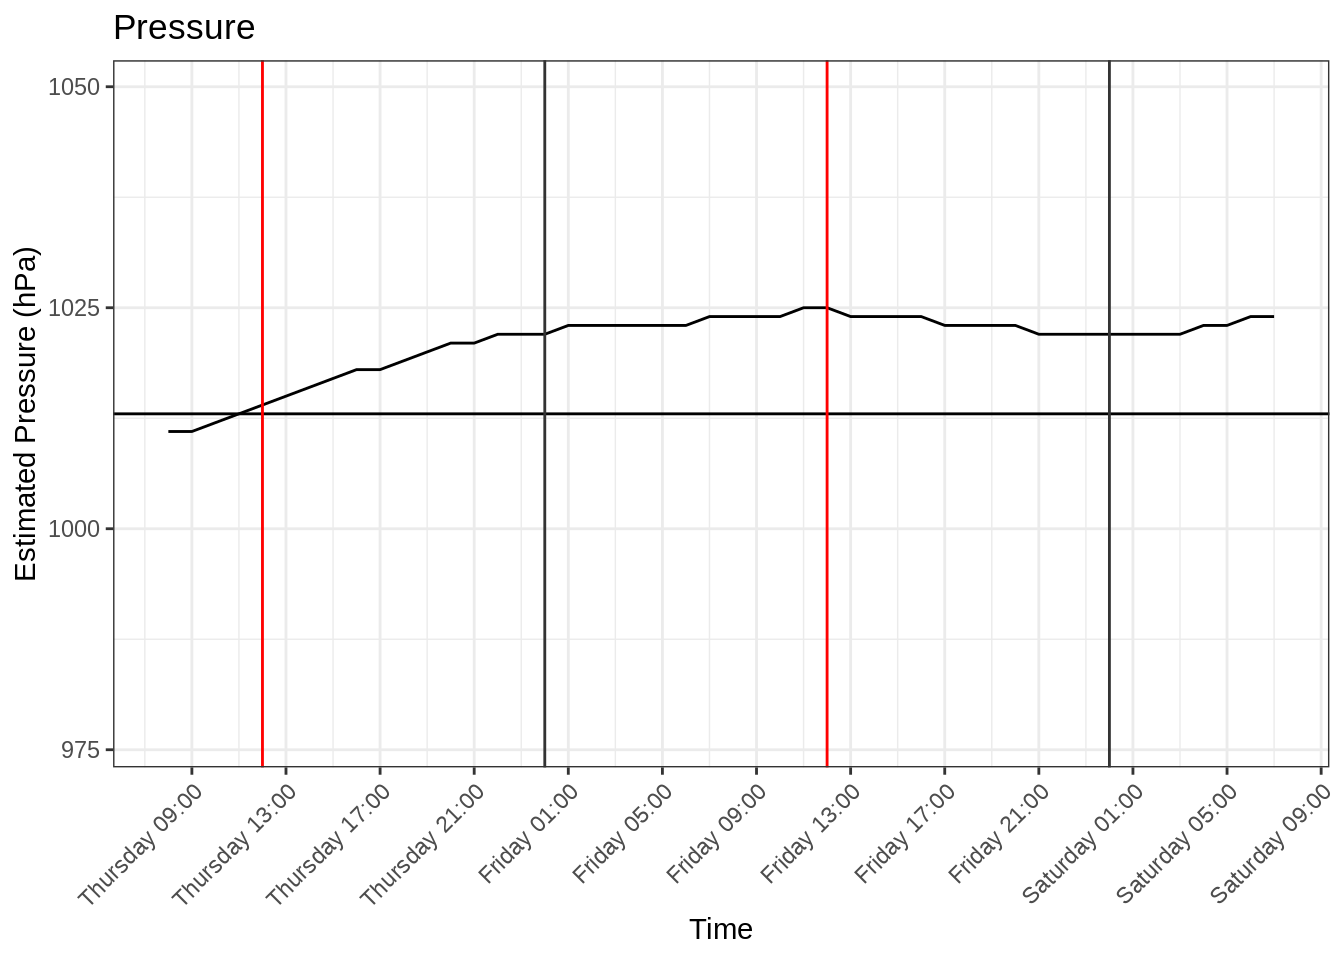 Pressure
1050
1025
1000
975
Estimated Pressure (hPa)
Thursday 09:00
Thursday 13:00
Thursday 17:00
Thursday 21:00
Friday 01:00
Friday 05:00
Friday 09:00
Friday 13:00
Friday 17:00
Friday 21:00
Saturday 01:00
Saturday 05:00
Saturday 09:00
Time